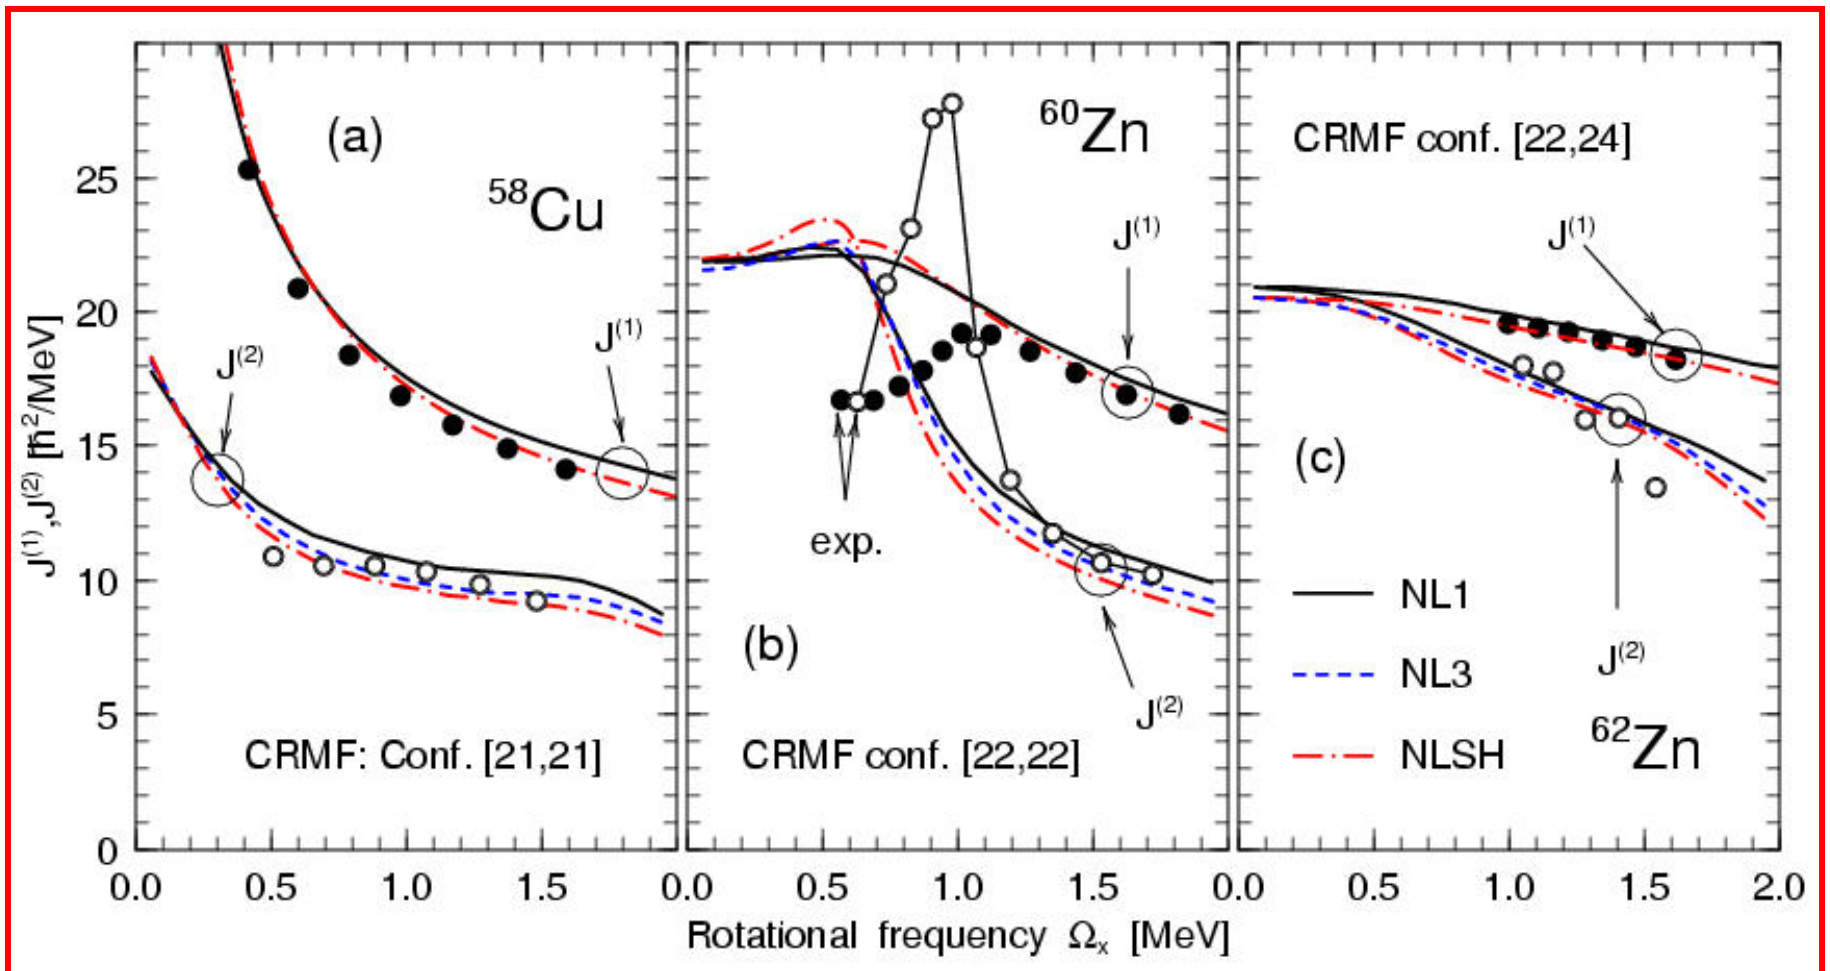 (a)
⁵⁸Cu
J⁽²⁾
J⁽¹⁾
CRMF: Conf. [21,21]
⁶⁰Zn
J⁽¹⁾
exp.
(b)
J⁽²⁾
CRMF conf. [22,22]
CRMF conf. [22,24]
J⁽¹⁾
(c)
NL1
NL3
NLSH
J⁽²⁾
⁶²Zn
J⁽¹⁾,J⁽²⁾ [ħ²/MeV]
25
20
15
10
5
0
0.0 0.5 1.0 1.5 0.0 0.5 1.0 1.5 0.0 0.5 1.0 1.5 2.0
Rotational frequency Ωₓ [MeV]